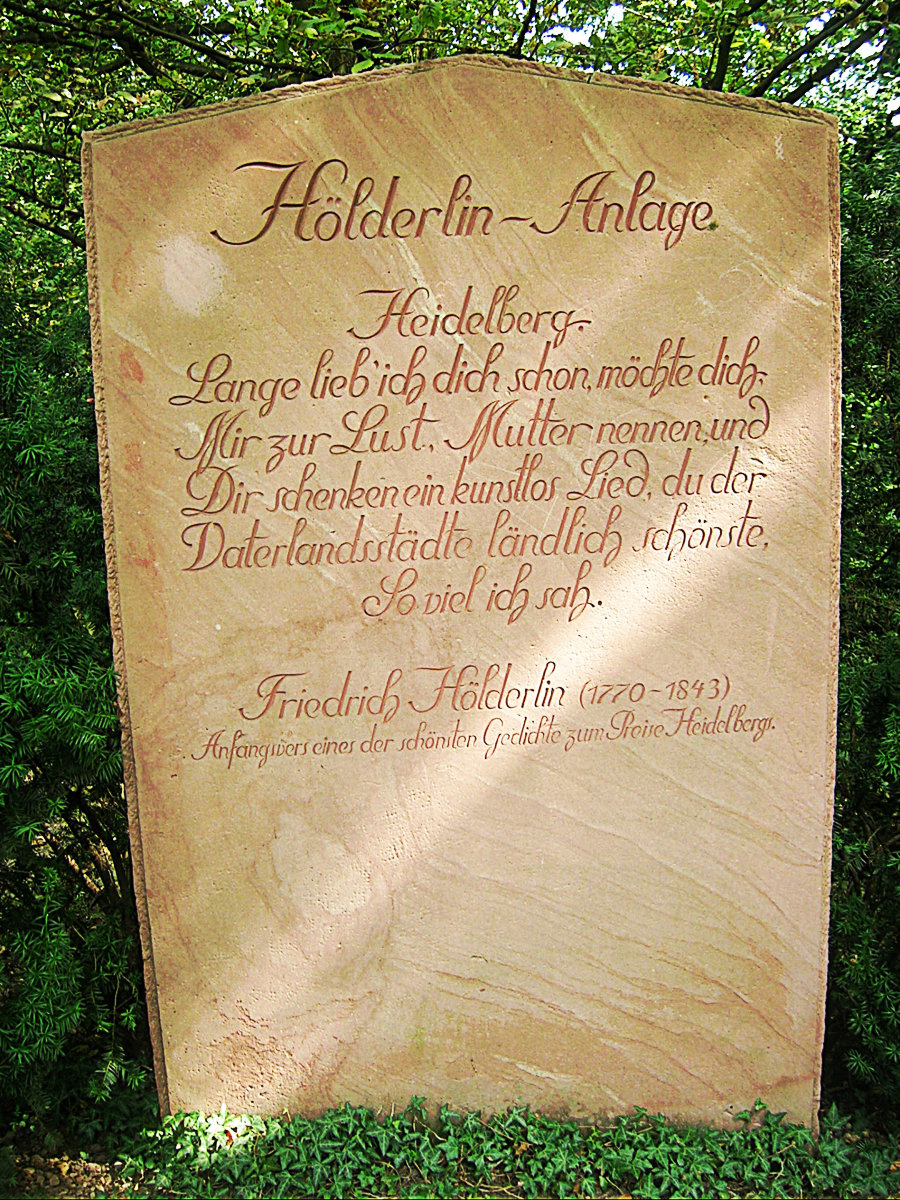 Hölderlin-Anlage
Heidelberg.
Lange lieb' ich dich schon, möchte dich,
Mir zur Lust, Mutter nennen, und
Dir schenken ein kunstlos Lied, du der
Vaterlandsstädte ländlich schönste,
So viel ich sah.
Friedrich Hölderlin (1770-1843)
Anfangsvers eines der schönsten Gedichte zum Preise Heidelbergs.